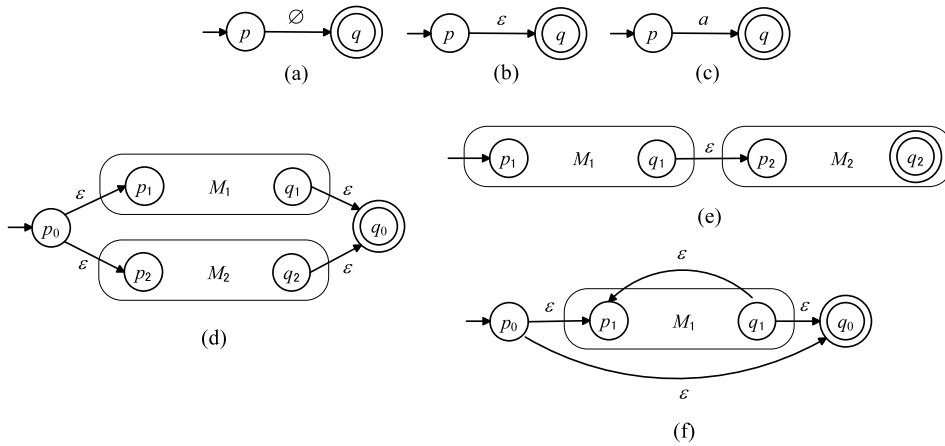 ∅
p q
(a)
ε
p q
(b)
a
p q
(c)
ε p₁ M₁ q₁ ε
p₀ q₀
ε p₂ M₂ q₂ ε
(d)
p₁ M₁ q₁ ε p₂ M₂ q₂
(e)
ε
p₀ ε p₁ M₁ q₁ ε q₀
ε
(f)